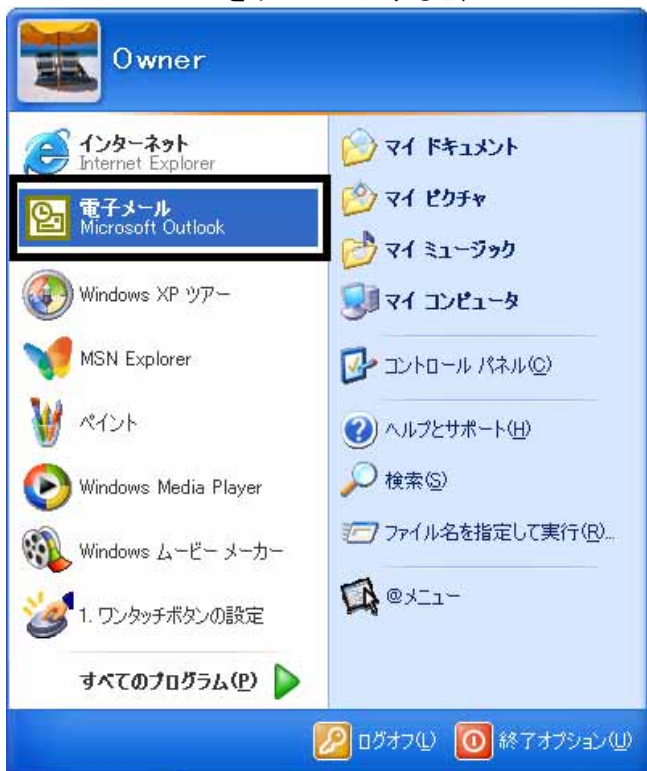 Owner
インターネット
Internet Explorer
電子メール
Microsoft Outlook
Windows XP ツアー
MSN Explorer
ペイント
Windows Media Player
Windows ムービー メーカー
1. ワンタッチボタンの設定
すべてのプログラム(P)
マイ ドキュメント
マイ ピクチャ
マイ ミュージック
マイ コンピュータ
コントロール パネル(C)
ヘルプとサポート(H)
検索(S)
ファイル名を指定して実行(R)...
@メニュー
ログオフ(L)
終了オプション(U)